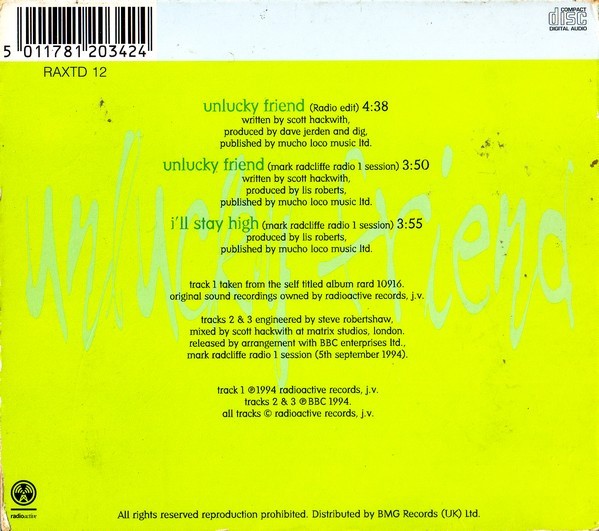 COMPACT
disc
DIGITAL AUDIO
5 011781 203424
RAXTD 12
unlucky friend (Radio edit) 4:38
written by scott hackwith,
produced by dave jerden and dig,
published by mucho loco music ltd.
unlucky friend (mark radcliffe radio 1 session) 3:50
written by scott hackwith,
produced by lis roberts,
published by mucho loco music ltd.
i'll stay high (mark radcliffe radio 1 session) 3:55
produced by lis roberts,
published by mucho loco music ltd.
unlucky friend
track 1 taken from the self titled album rard 10916.
original sound recordings owned by radioactive records, j.v.
tracks 2 & 3 engineered by steve robertshaw,
mixed by scott hackwith at matrix studios, london.
released by arrangement with BBC enterprises ltd.,
mark radcliffe radio 1 session (5th september 1994).
track 1 ℗1994 radioactive records, j.v.
tracks 2 & 3 ℗BBC 1994.
all tracks © radioactive records, j.v.
radioactive
All rights reserved reproduction prohibited. Distributed by BMG Records (UK) Ltd.